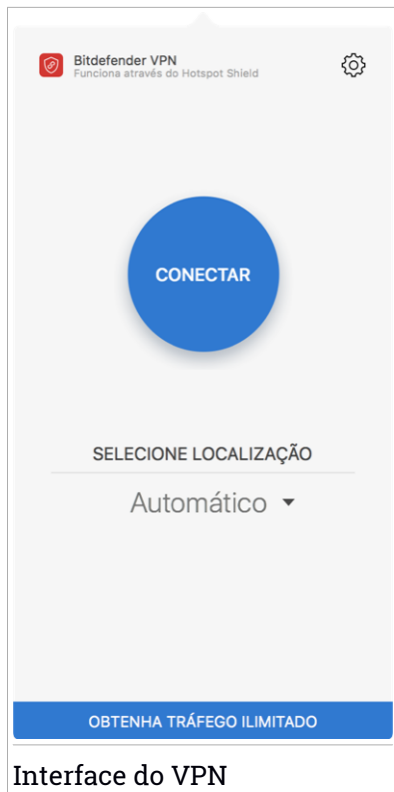 Bitdefender VPN
Funciona através do Hotspot Shield
CONECTAR
SELECIONE LOCALIZAÇÃO
Automático
OBTENHA TRÁFEGO ILIMITADO
Interface do VPN